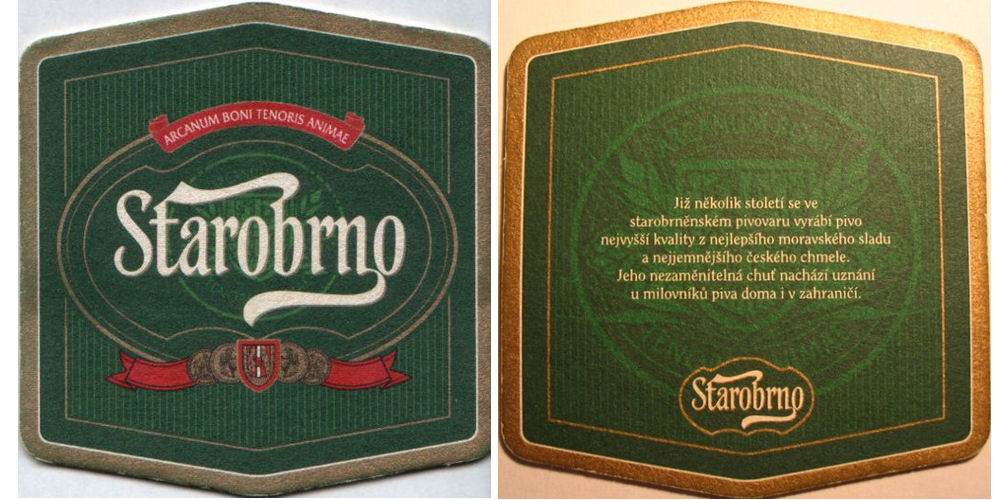 ARCANUM BONI TENORIS ANIMAE
Starobrno
Již několik století se ve
starobrněnském pivovaru vyrábí pivo
nejvyšší kvality z nejlepšího moravského sladu
a nejjemnějšího českého chmele.
Jeho nezaměnitelná chuť nachází uznání
u milovníků piva doma i v zahraničí.
Starobrno